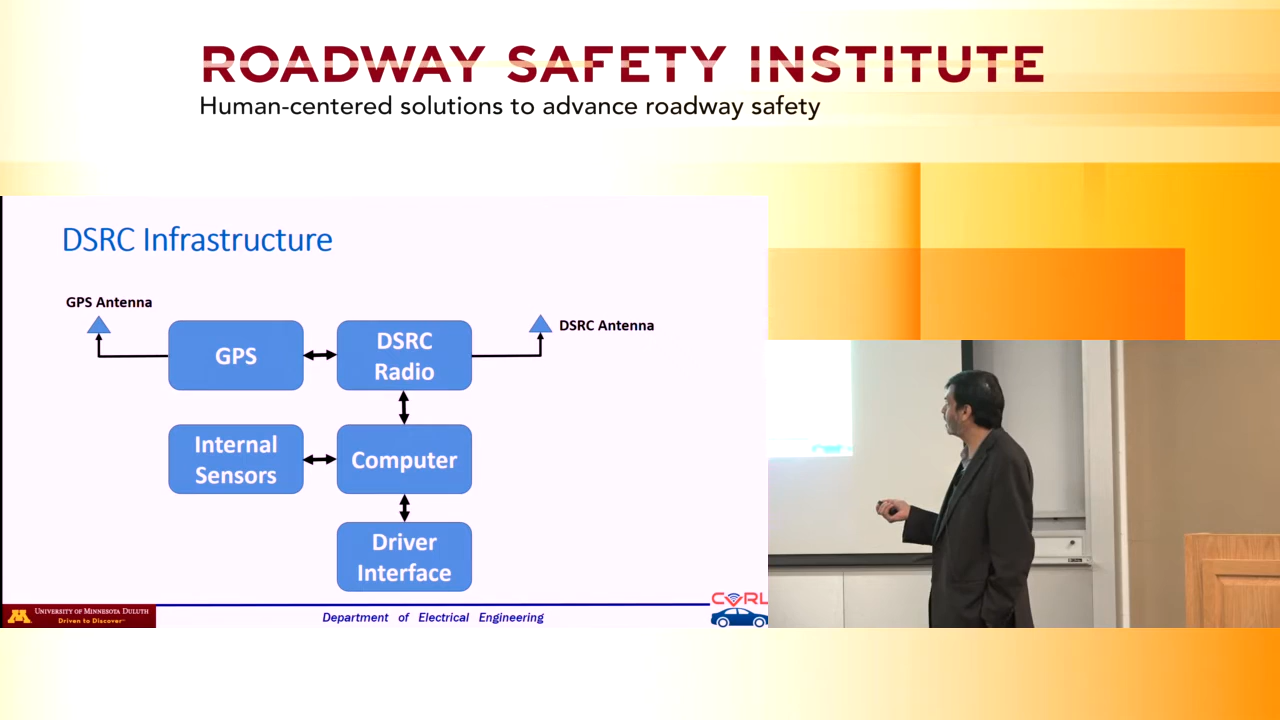 ROADWAY SAFETY INSTITUTE
Human-centered solutions to advance roadway safety
DSRC Infrastructure
GPS Antenna
DSRC Antenna
GPS
DSRC
Radio
Internal
Sensors
Computer
Driver
Interface
UNIVERSITY OF MINNESOTA DULUTH
Driven to Discover
Department of Electrical Engineering
CVRL